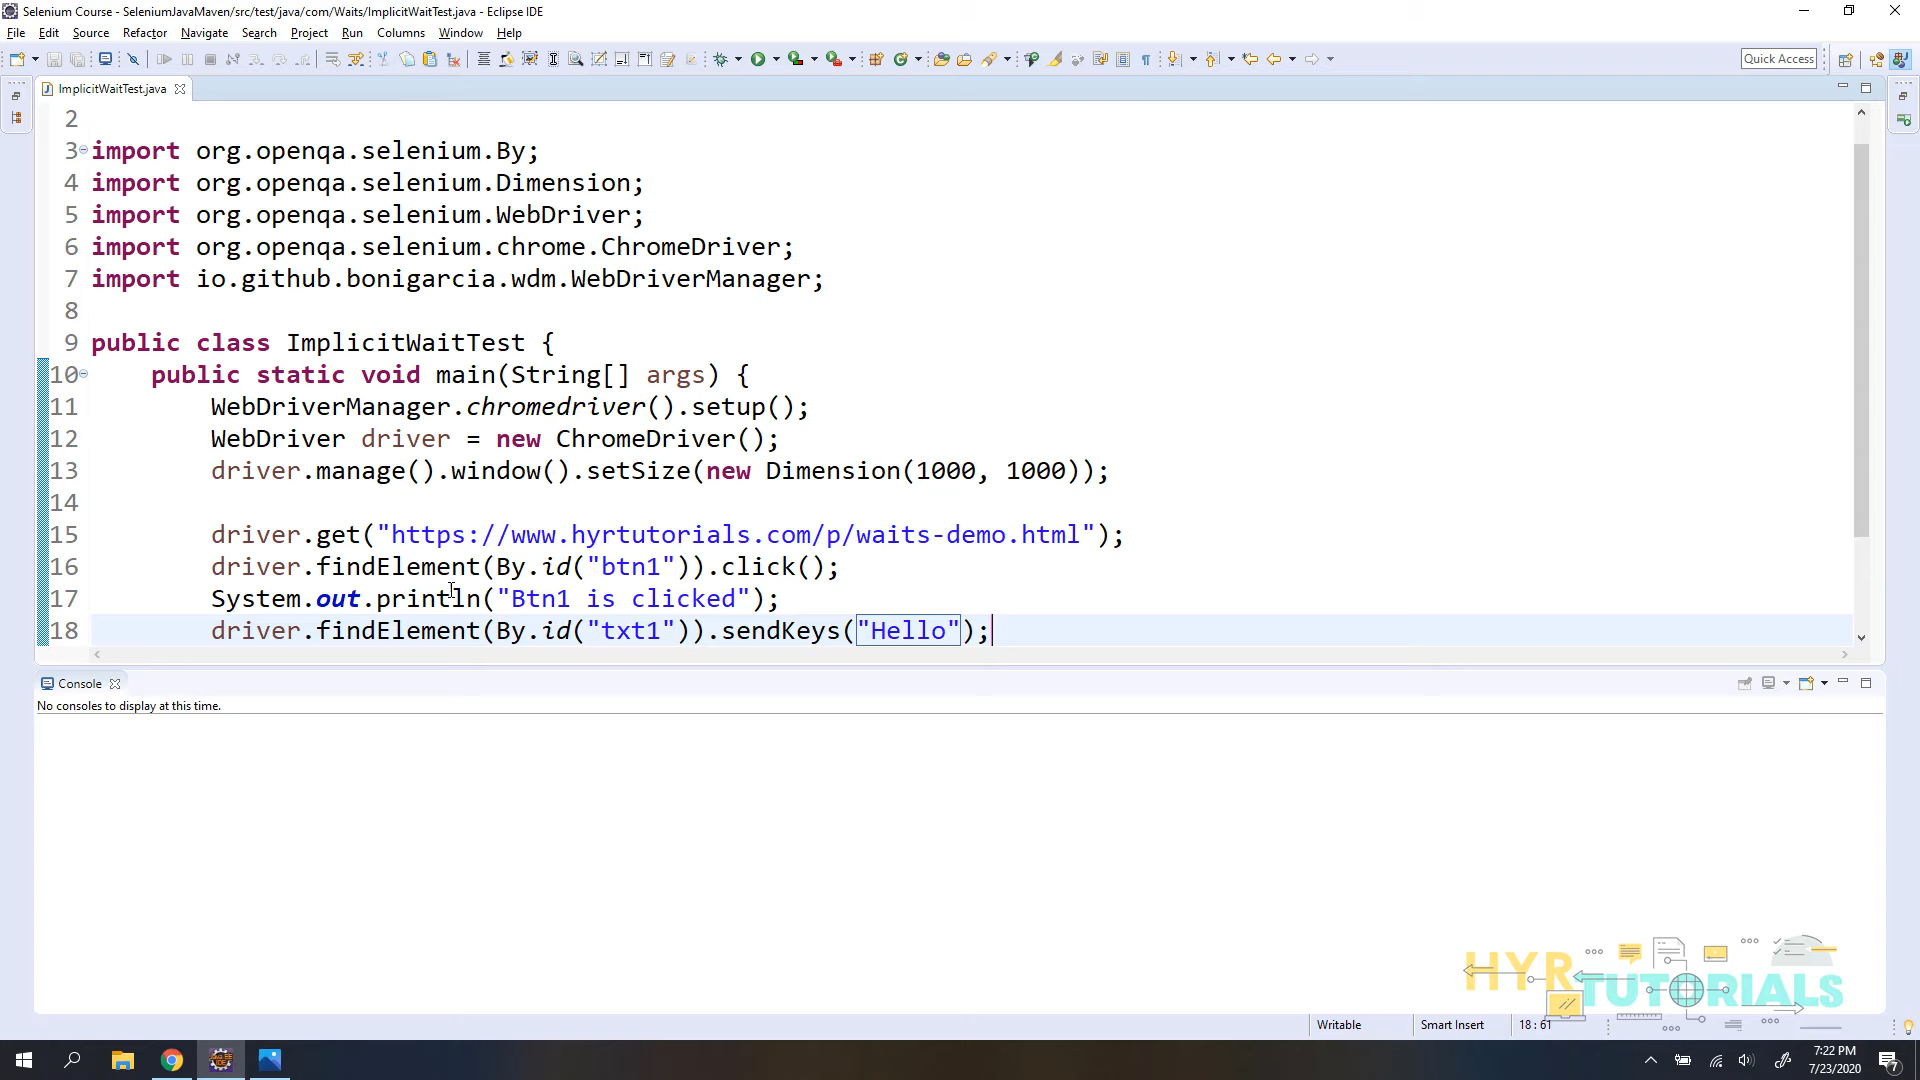 Selenium Course - SeleniumJavaMaven/src/test/java/com/Waits/ImplicitWaitTest.java - Eclipse IDE
File Edit Source Refactor Navigate Search Project Run Columns Window Help
Quick Access
ImplicitWaitTest.java
2
3 import org.openqa.selenium.By;
4 import org.openqa.selenium.Dimension;
5 import org.openqa.selenium.WebDriver;
6 import org.openqa.selenium.chrome.ChromeDriver;
7 import io.github.bonigarcia.wdm.WebDriverManager;
8
9 public class ImplicitWaitTest {
10 public static void main(String[] args) {
11 WebDriverManager.chromedriver().setup();
12 WebDriver driver = new ChromeDriver();
13 driver.manage().window().setSize(new Dimension(1000, 1000));
14
15 driver.get("https://www.hyrtutorials.com/p/waits-demo.html");
16 driver.findElement(By.id("btn1")).click();
17 System.out.println("Btn1 is clicked");
18 driver.findElement(By.id("txt1")).sendKeys("Hello");
Console
No consoles to display at this time.
HYR
TUTORIALS
Writable Smart Insert 18 : 61
7:22 PM
7/23/2020
7